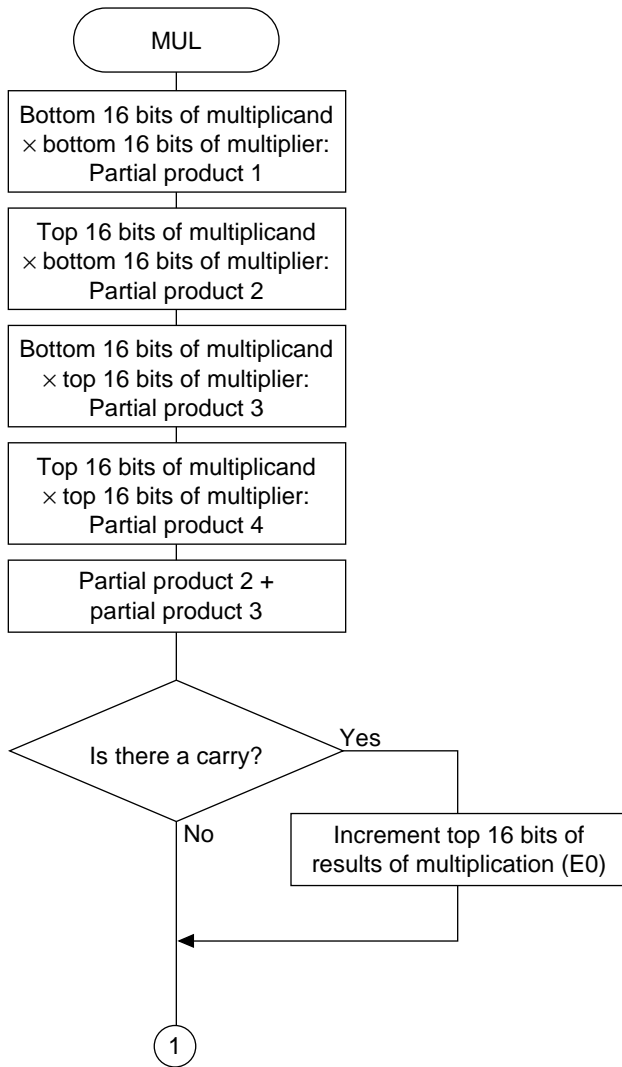 MUL
Bottom 16 bits of multiplicand
× bottom 16 bits of multiplier:
Partial product 1
Top 16 bits of multiplicand
× bottom 16 bits of multiplier:
Partial product 2
Bottom 16 bits of multiplicand
× top 16 bits of multiplier:
Partial product 3
Top 16 bits of multiplicand
× top 16 bits of multiplier:
Partial product 4
Partial product 2 +
partial product 3
Is there a carry?
Yes
No
Increment top 16 bits of
results of multiplication (E0)
1